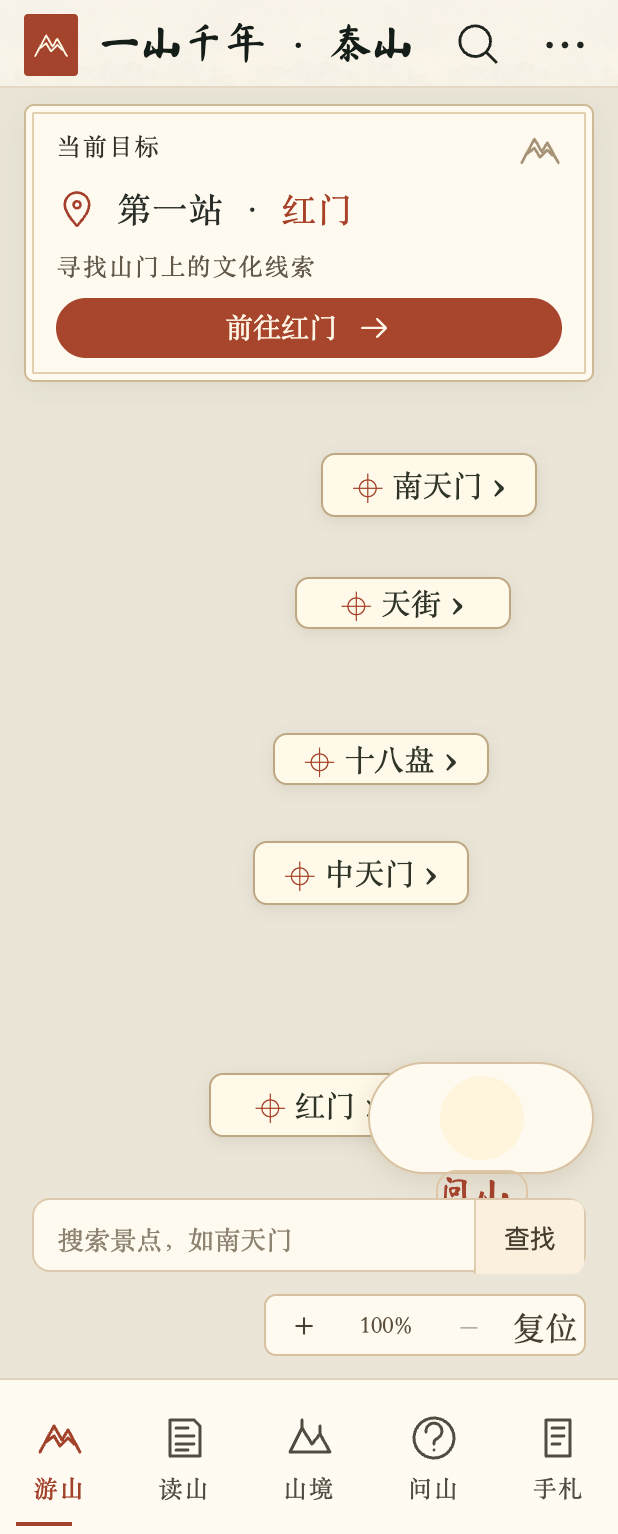 一山千年 · 泰山
当前目标
第一站 · 红门
寻找山门上的文化线索
前往红门 →
南天门 ›
天街 ›
十八盘 ›
中天门 ›
红门
问山
搜索景点，如南天门
查找
+ 100% − 复位
游山 读山 山境 问山 手札